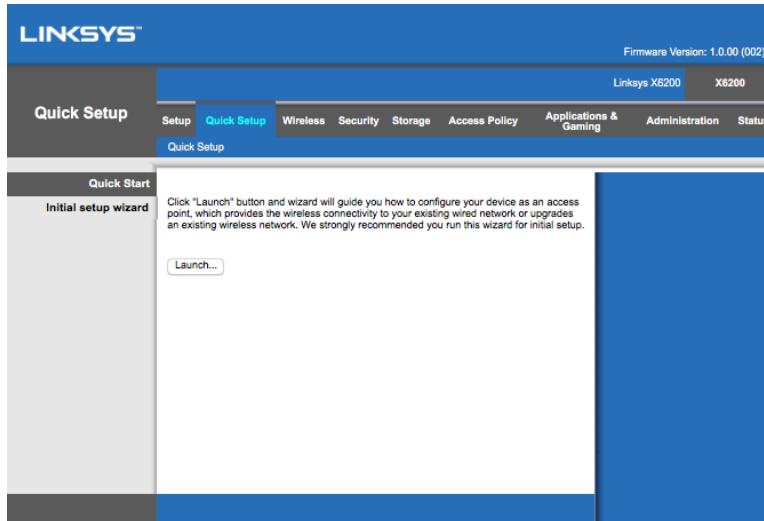 LINKSYS™
Firmware Version: 1.0.00 (002)
Linksys X6200 X6200
Quick Setup
Setup Quick Setup Wireless Security Storage Access Policy Applications & Gaming Administration Statu
Quick Setup
Quick Start
Initial setup wizard
Click "Launch" button and wizard will guide you how to configure your device as an access
point, which provides the wireless connectivity to your existing wired network or upgrades
an existing wireless network. We strongly recommended you run this wizard for initial setup.
Launch...